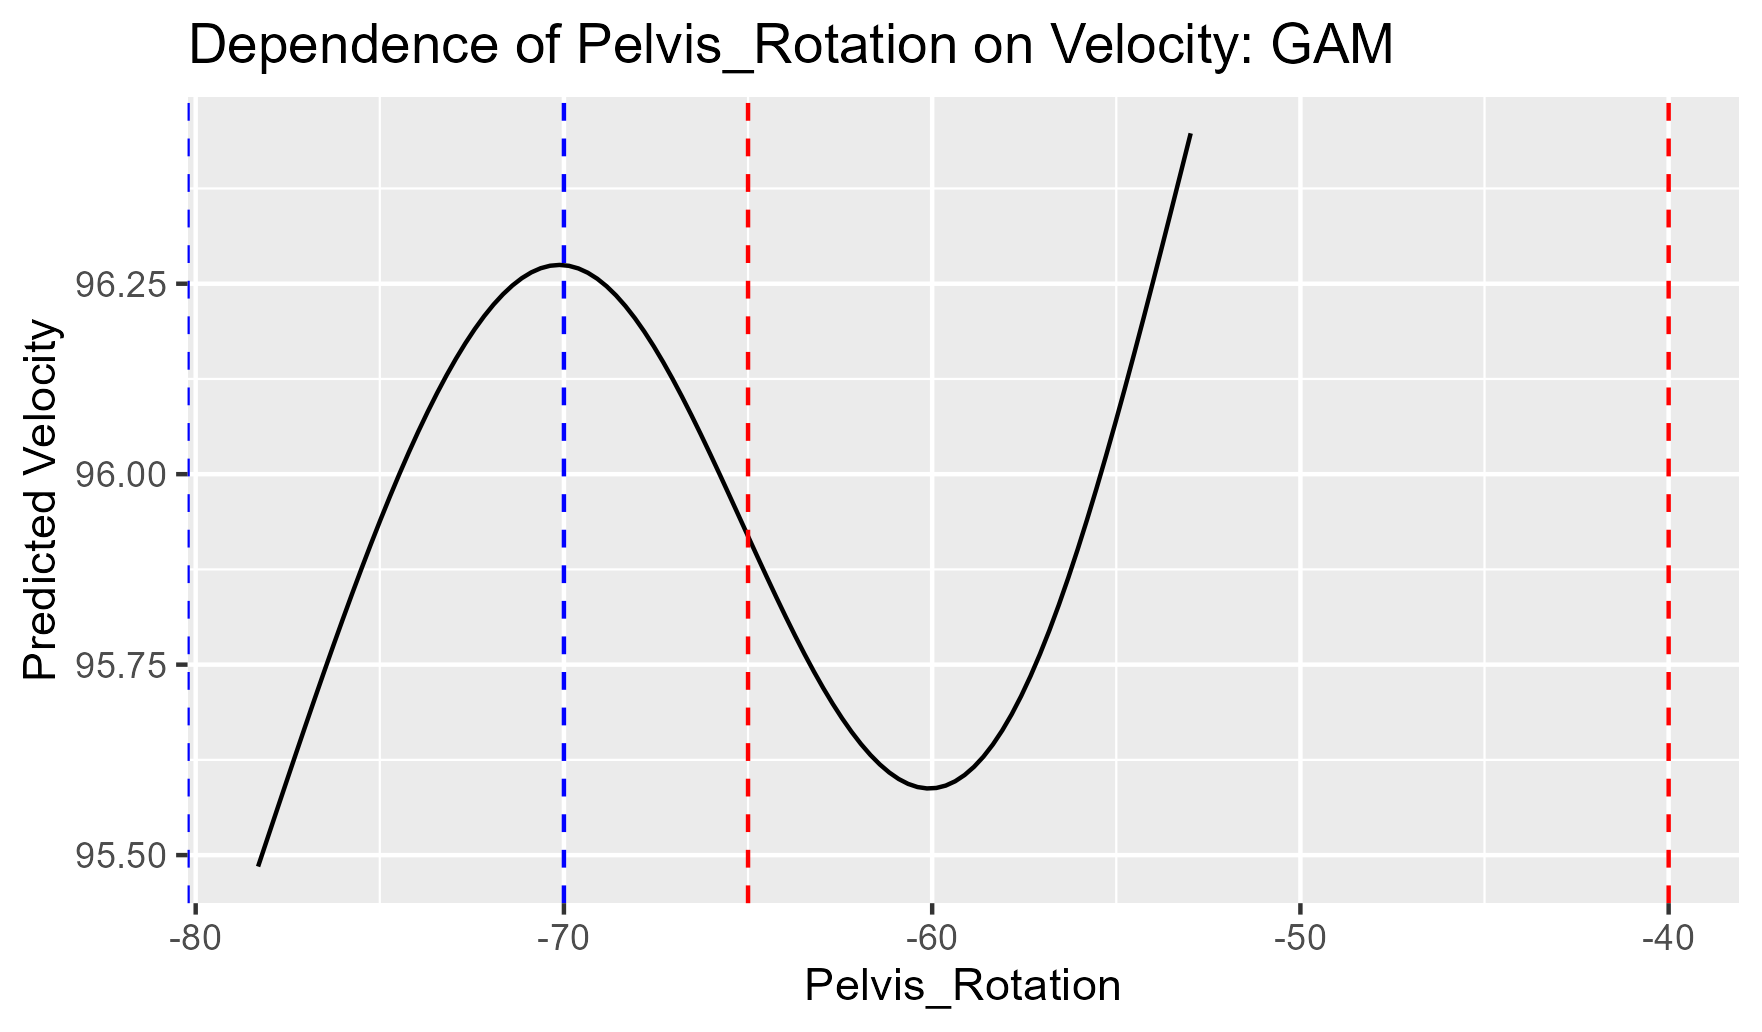 Dependence of Pelvis_Rotation on Velocity: GAM
Predicted Velocity
96.25
96.00
95.75
95.50
-80 -70 -60 -50 -40
Pelvis_Rotation